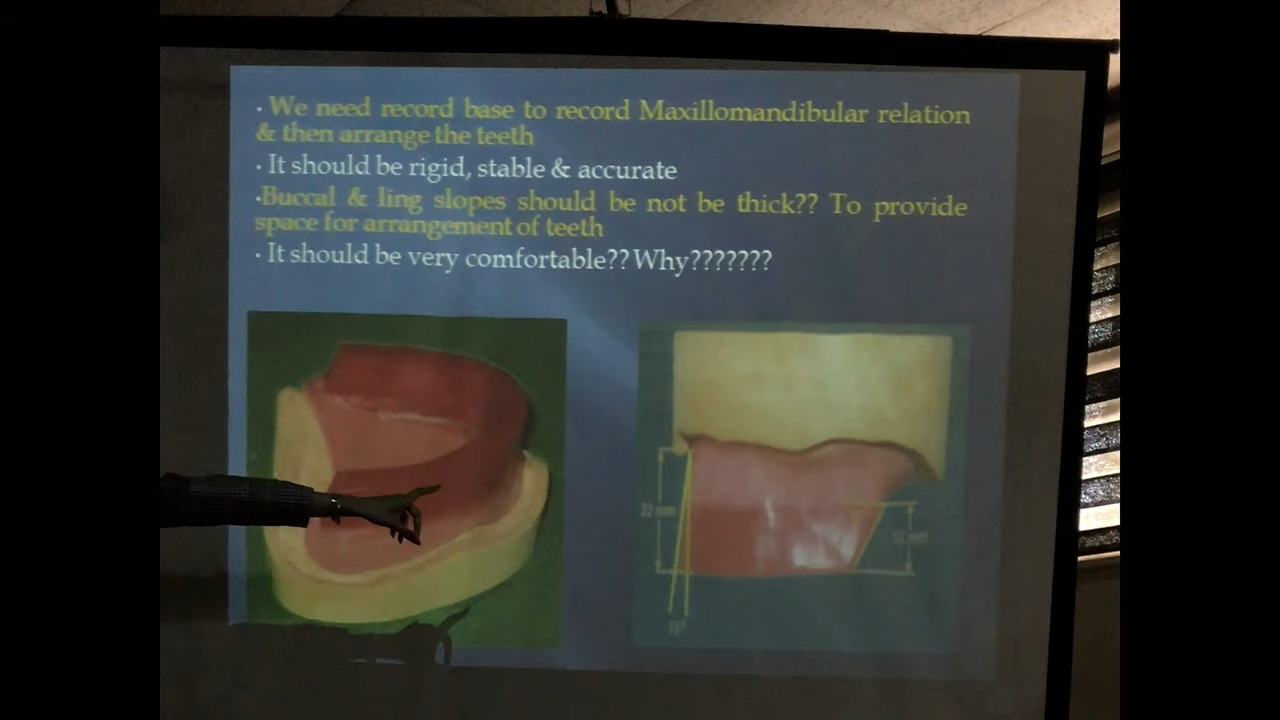 · We need record base to record Maxillomandibular relation
& then arrange the teeth
· It should be rigid, stable & accurate
·Buccal & ling slopes should be not be thick?? To provide
space for arrangement of teeth
· It should be very comfortable?? Why???????
22 mm